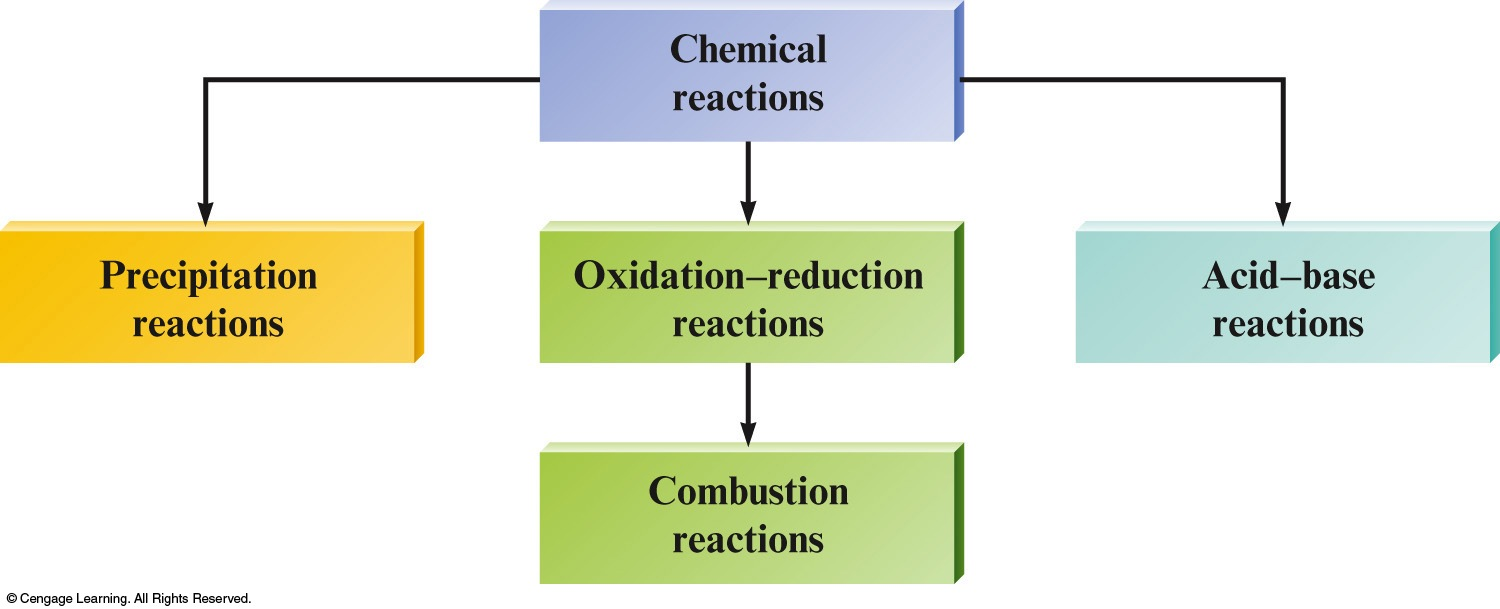 Chemical
reactions
Precipitation
reactions
Oxidation–reduction
reactions
Acid–base
reactions
Combustion
reactions
© Cengage Learning. All Rights Reserved.